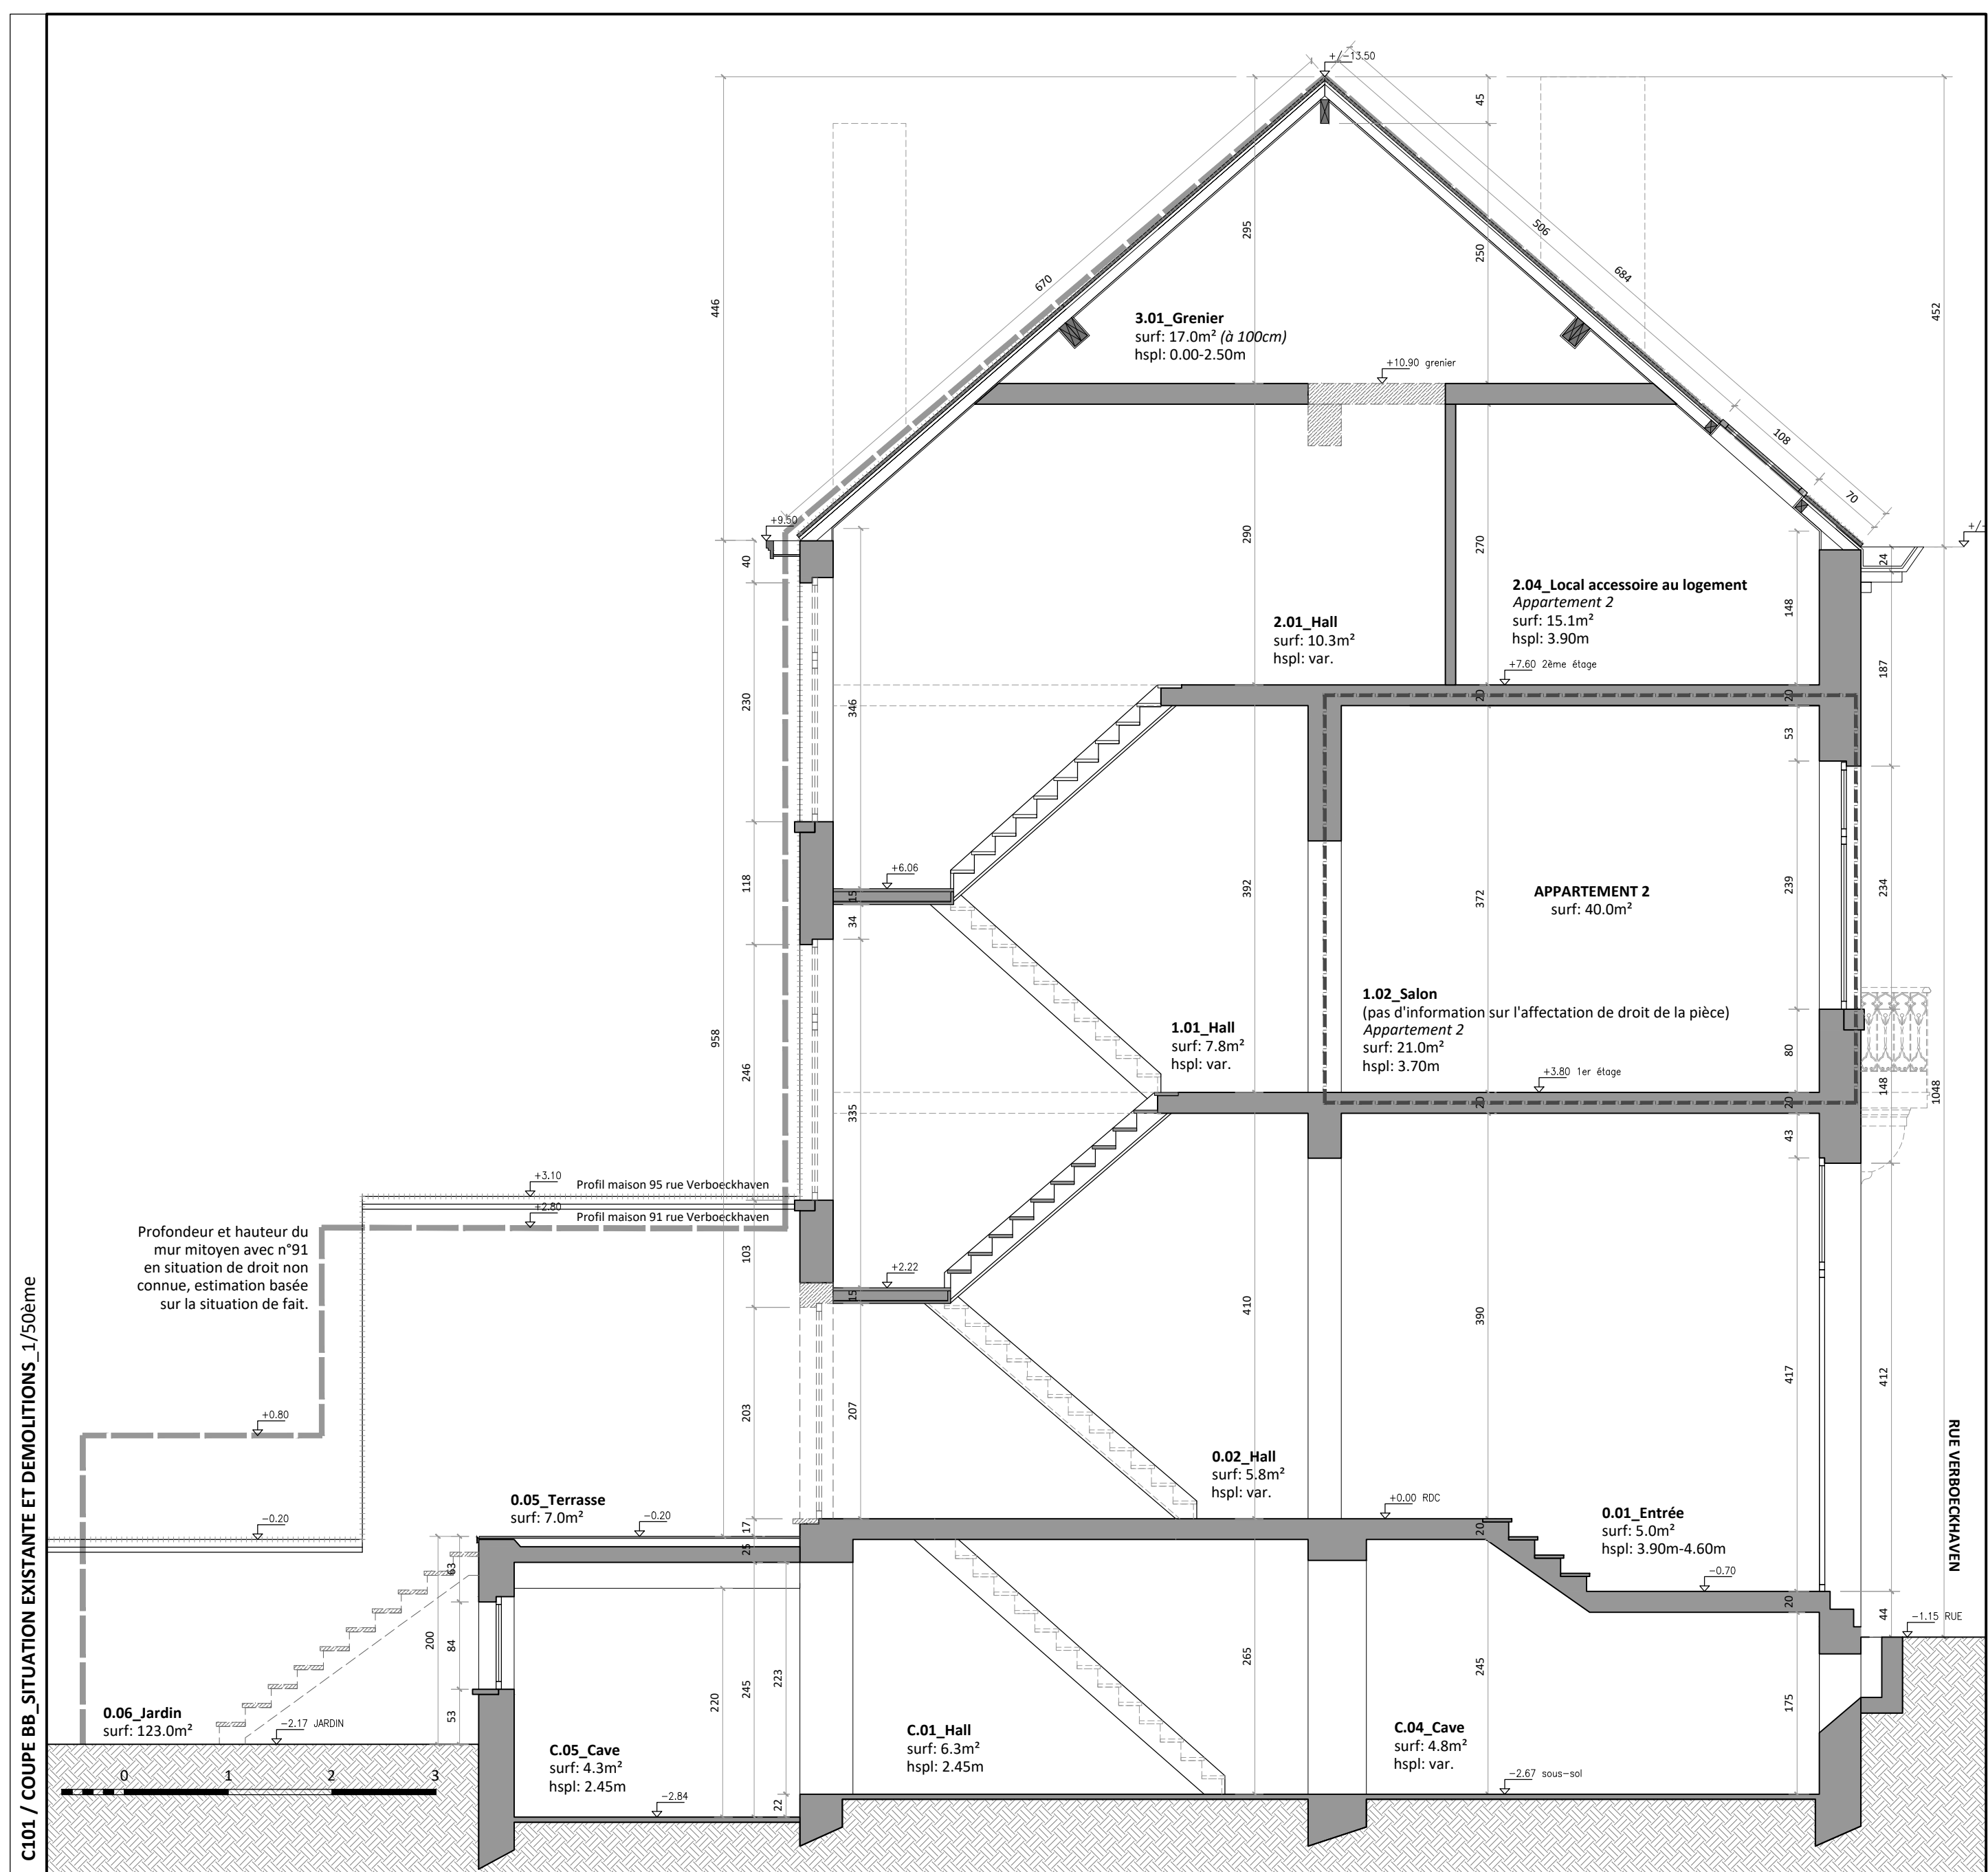 C101 / COUPE BB_SITUATION EXISTANTE ET DEMOLITIONS_1/50ème
+/-13.50
45
446
295
250
670
506
684
452
3.01_Grenier
surf: 17.0m² (à 100cm)
hspl: 0.00-2.50m
+10.90 grenier
108
70
+9.50
+/-
40
290
270
24
148
187
2.04_Local accessoire au logement
Appartement 2
surf: 15.1m²
hspl: 3.90m
2.01_Hall
surf: 10.3m²
hspl: var.
+7.60 2ème étage
230
346
20
20
53
+6.06
118
15
34
392
372
239
234
APPARTEMENT 2
surf: 40.0m²
958
246
335
1.01_Hall
surf: 7.8m²
hspl: var.
1.02_Salon
(pas d'information sur l'affectation de droit de la pièce)
Appartement 2
surf: 21.0m²
hspl: 3.70m
+3.80 1er étage
80
148
1048
20
20
43
+3.10
Profil maison 95 rue Verboeckhaven
+2.80
Profil maison 91 rue Verboeckhaven
Profondeur et hauteur du
mur mitoyen avec n°91
en situation de droit non
connue, estimation basée
sur la situation de fait.
103
+2.22
15
410
390
417
412
203
207
+0.80
0.02_Hall
surf: 5.8m²
hspl: var.
+0.00 RDC
0.01_Entrée
surf: 5.0m²
hspl: 3.90m-4.60m
RUE VERBOECKHAVEN
0.05_Terrasse
surf: 7.0m²
-0.20
-0.20
17
25
20
-0.70
20
44
-1.15 RUE
63
200
84
53
220
245
223
265
245
175
0.06_Jardin
surf: 123.0m²
-2.17 JARDIN
C.05_Cave
surf: 4.3m²
hspl: 2.45m
C.01_Hall
surf: 6.3m²
hspl: 2.45m
C.04_Cave
surf: 4.8m²
hspl: var.
-2.67 sous-sol
-2.84
22
0 1 2 3